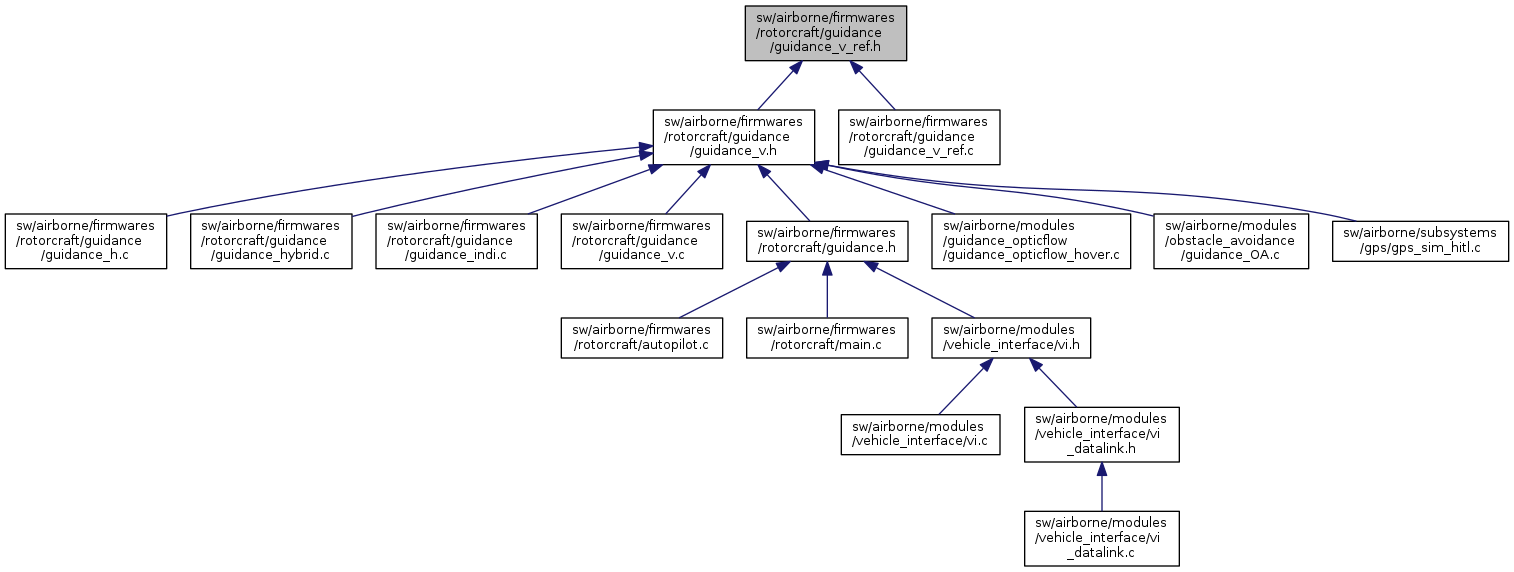 sw/airborne/firmwares
/rotorcraft/guidance
/guidance_v_ref.h
sw/airborne/firmwares
/rotorcraft/guidance
/guidance_v.h
sw/airborne/firmwares
/rotorcraft/guidance
/guidance_v_ref.c
sw/airborne/firmwares
/rotorcraft/guidance
/guidance_h.c
sw/airborne/firmwares
/rotorcraft/guidance
/guidance_hybrid.c
sw/airborne/firmwares
/rotorcraft/guidance
/guidance_indi.c
sw/airborne/firmwares
/rotorcraft/guidance
/guidance_v.c
sw/airborne/firmwares
/rotorcraft/guidance.h
sw/airborne/modules
/guidance_opticflow
/guidance_opticflow_hover.c
sw/airborne/modules
/obstacle_avoidance
/guidance_OA.c
sw/airborne/subsystems
/gps/gps_sim_hitl.c
sw/airborne/firmwares
/rotorcraft/autopilot.c
sw/airborne/firmwares
/rotorcraft/main.c
sw/airborne/modules
/vehicle_interface/vi.h
sw/airborne/modules
/vehicle_interface/vi.c
sw/airborne/modules
/vehicle_interface/vi
_datalink.h
sw/airborne/modules
/vehicle_interface/vi
_datalink.c